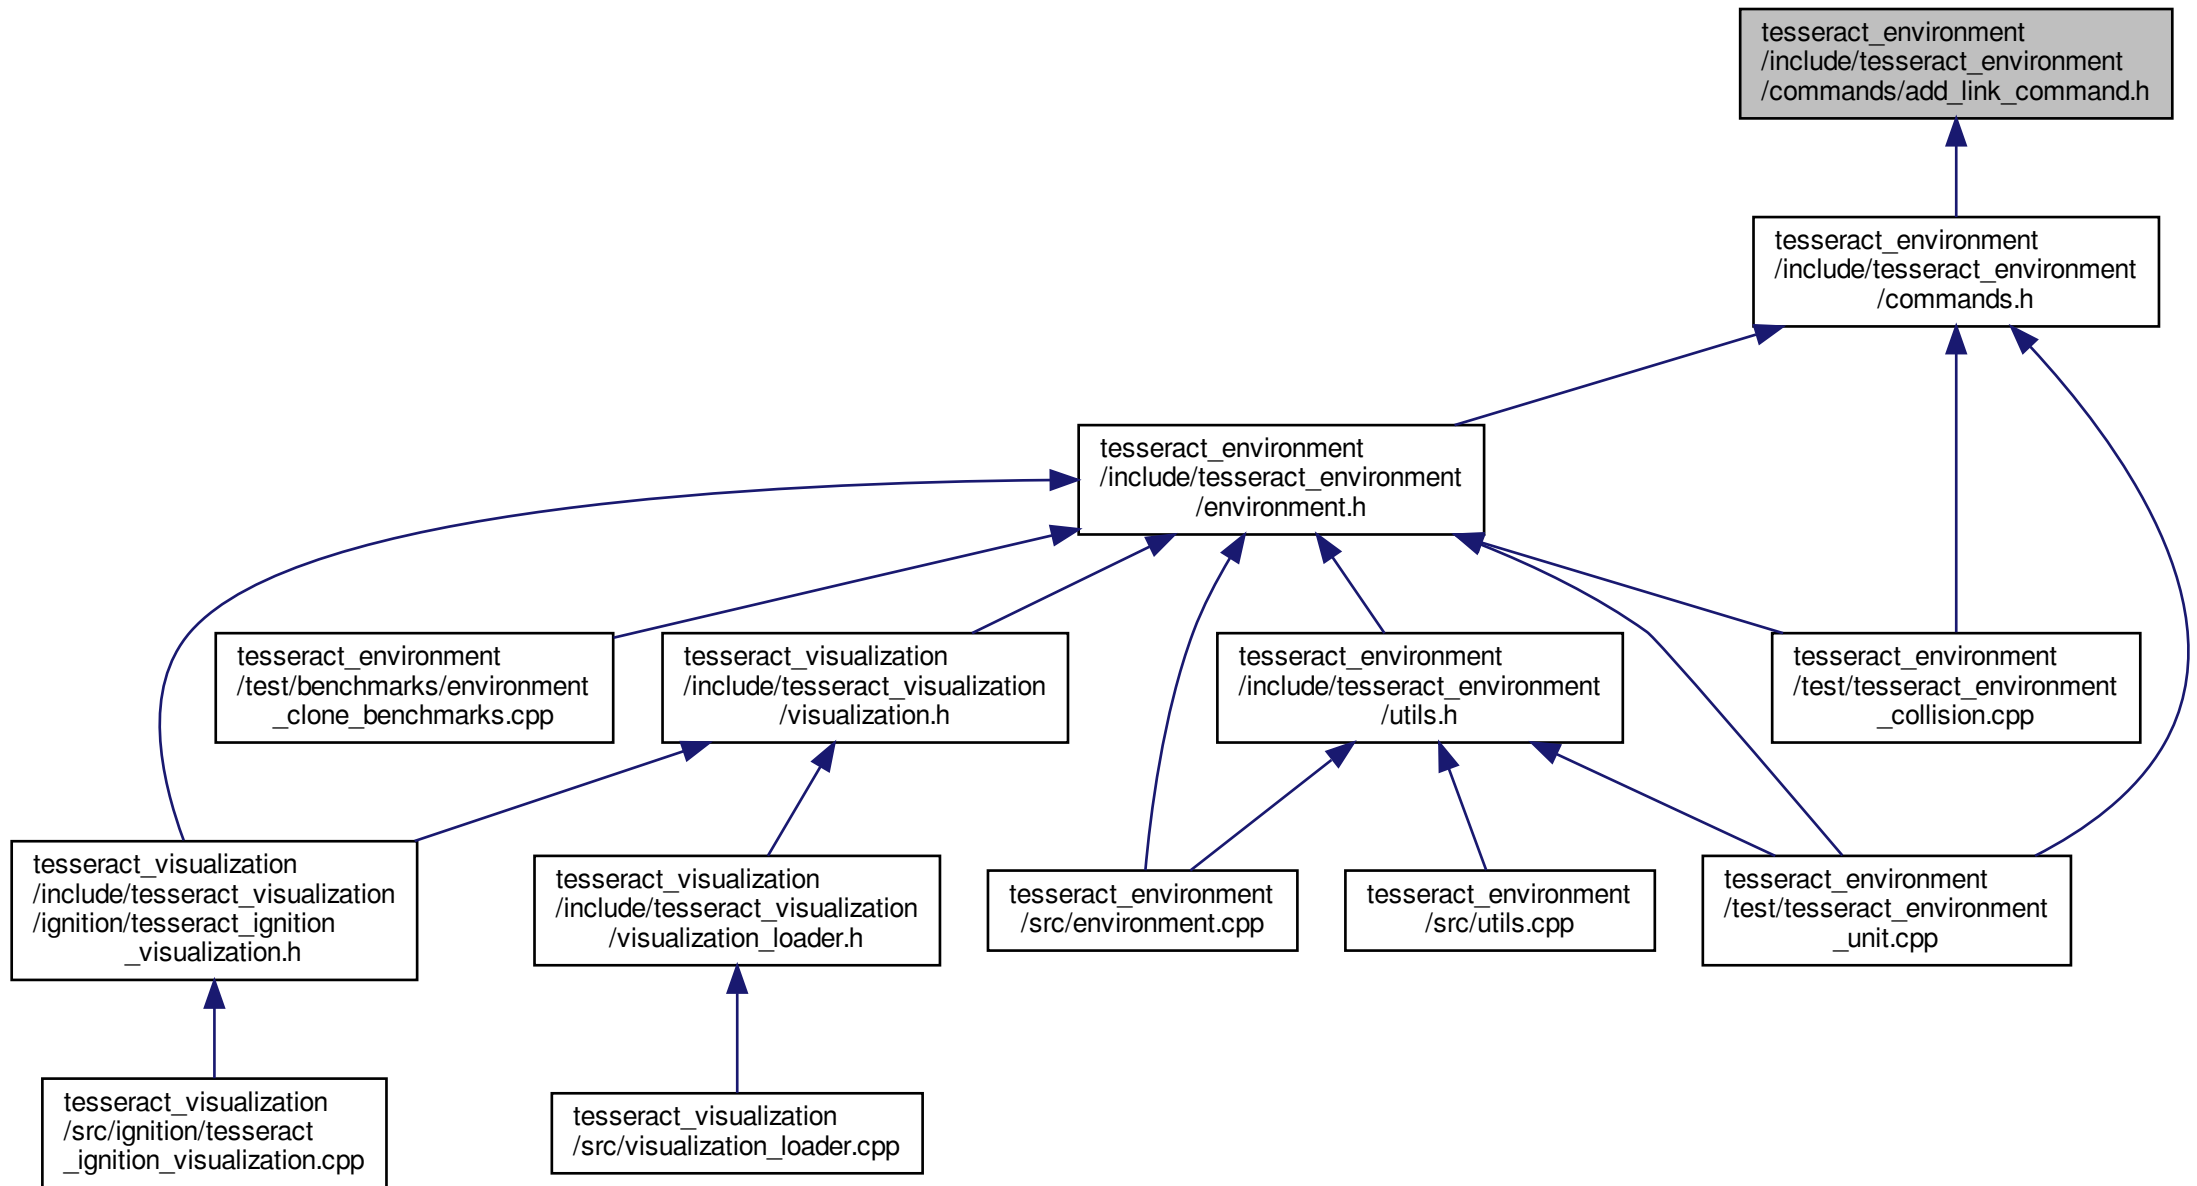 tesseract_environment
/include/tesseract_environment
/commands/add_link_command.h
tesseract_environment
/include/tesseract_environment
/commands.h
tesseract_environment
/include/tesseract_environment
/environment.h
tesseract_environment
/test/benchmarks/environment
_clone_benchmarks.cpp
tesseract_visualization
/include/tesseract_visualization
/visualization.h
tesseract_environment
/include/tesseract_environment
/utils.h
tesseract_environment
/test/tesseract_environment
_collision.cpp
tesseract_visualization
/include/tesseract_visualization
/ignition/tesseract_ignition
_visualization.h
tesseract_visualization
/include/tesseract_visualization
/visualization_loader.h
tesseract_environment
/src/environment.cpp
tesseract_environment
/src/utils.cpp
tesseract_environment
/test/tesseract_environment
_unit.cpp
tesseract_visualization
/src/ignition/tesseract
_ignition_visualization.cpp
tesseract_visualization
/src/visualization_loader.cpp